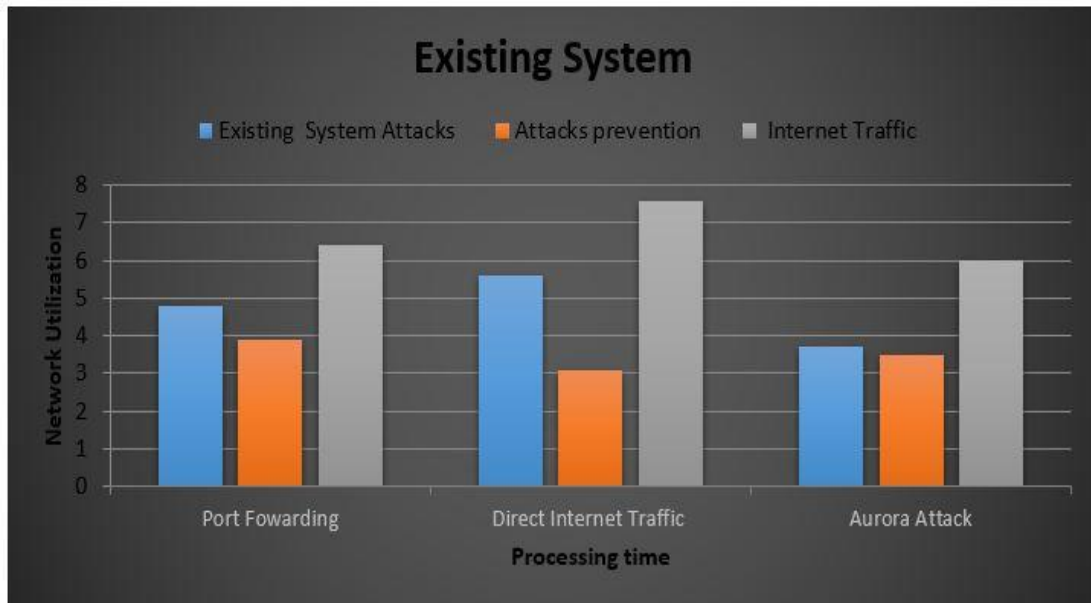 Existing System
Existing System Attacks
Attacks prevention
Internet Traffic
8
7
6
5
4
3
2
1
0
Network Utilization
Port Fowarding
Direct Internet Traffic
Aurora Attack
Processing time